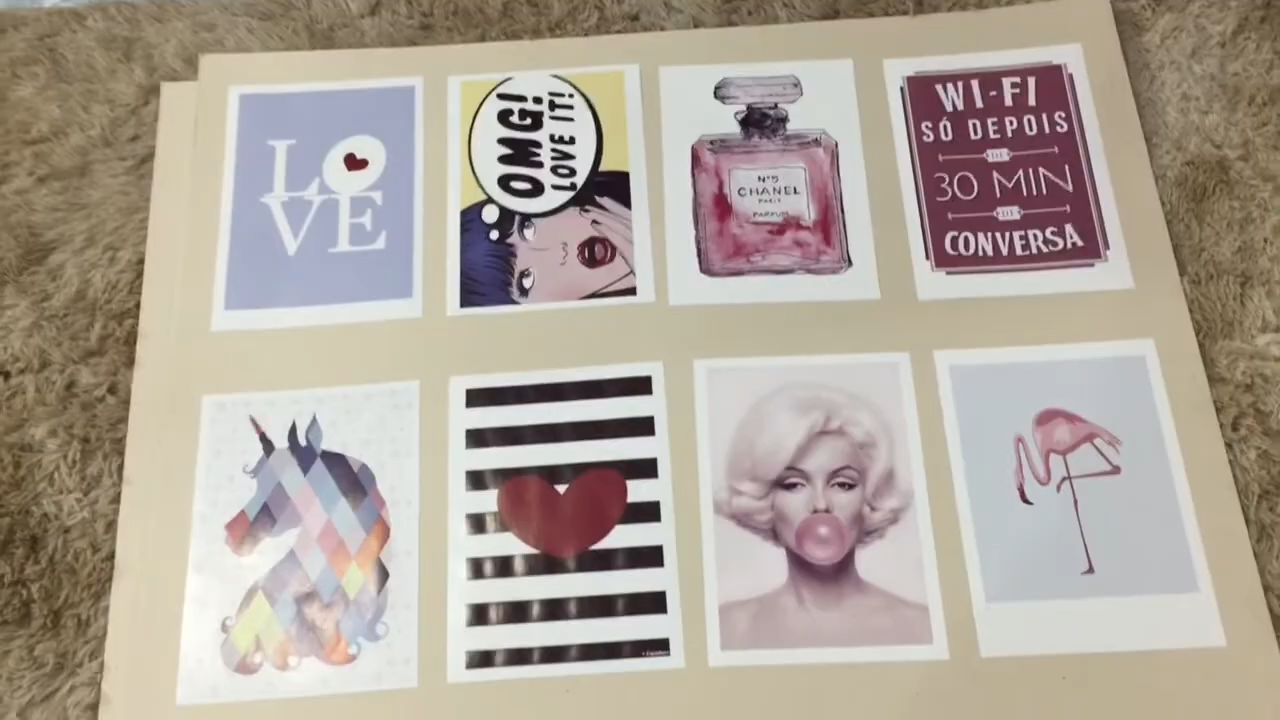 LOVE
OMG!
LOVE IT!
Nº5
CHANEL
PARIS
PARFUM
WI-FI
SÓ DEPOIS
DE
30 MIN
DE
CONVERSA